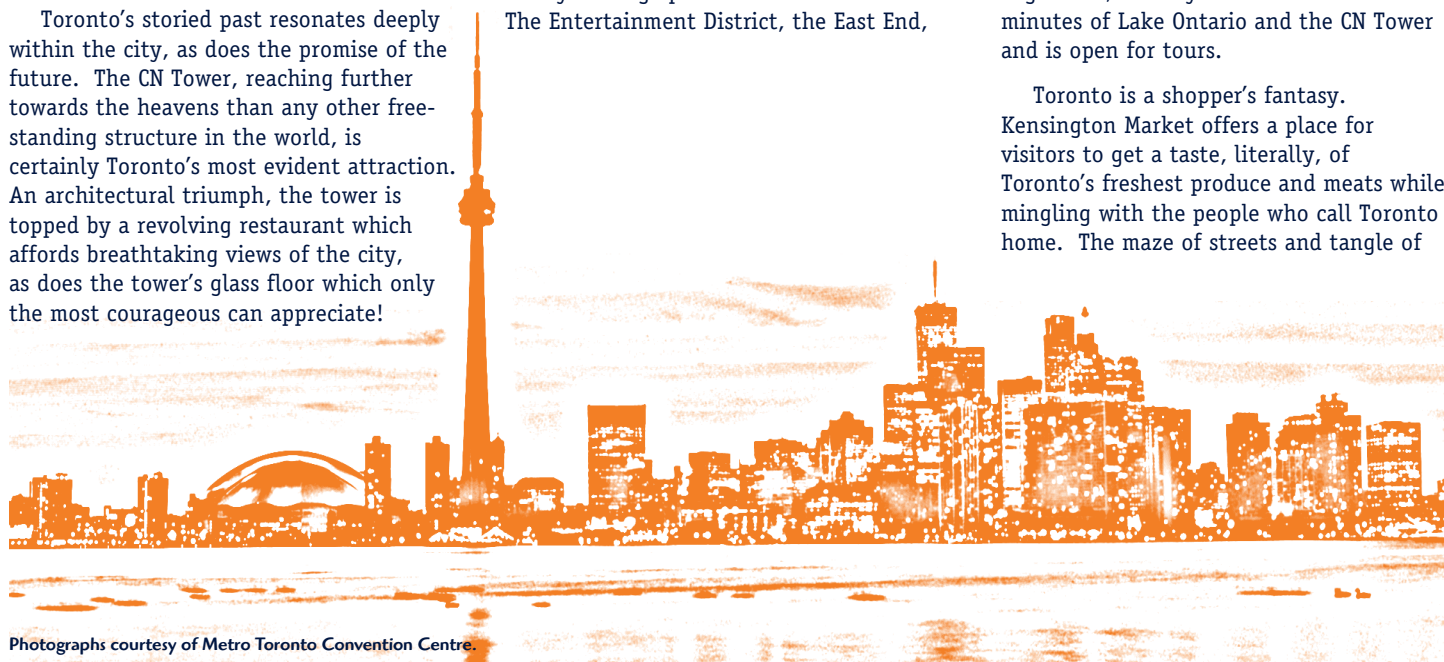 Toronto's storied past resonates deeply
within the city, as does the promise of the
future.  The CN Tower, reaching further
towards the heavens than any other free-
standing structure in the world, is
certainly Toronto's most evident attraction.
An architectural triumph, the tower is
topped by a revolving restaurant which
affords breathtaking views of the city,
as does the tower's glass floor which only
the most courageous can appreciate!
The Entertainment District, the East End,
minutes of Lake Ontario and the CN Tower
and is open for tours.
Toronto is a shopper's fantasy.
Kensington Market offers a place for
visitors to get a taste, literally, of
Toronto's freshest produce and meats while
mingling with the people who call Toronto
home.  The maze of streets and tangle of
Photographs courtesy of Metro Toronto Convention Centre.